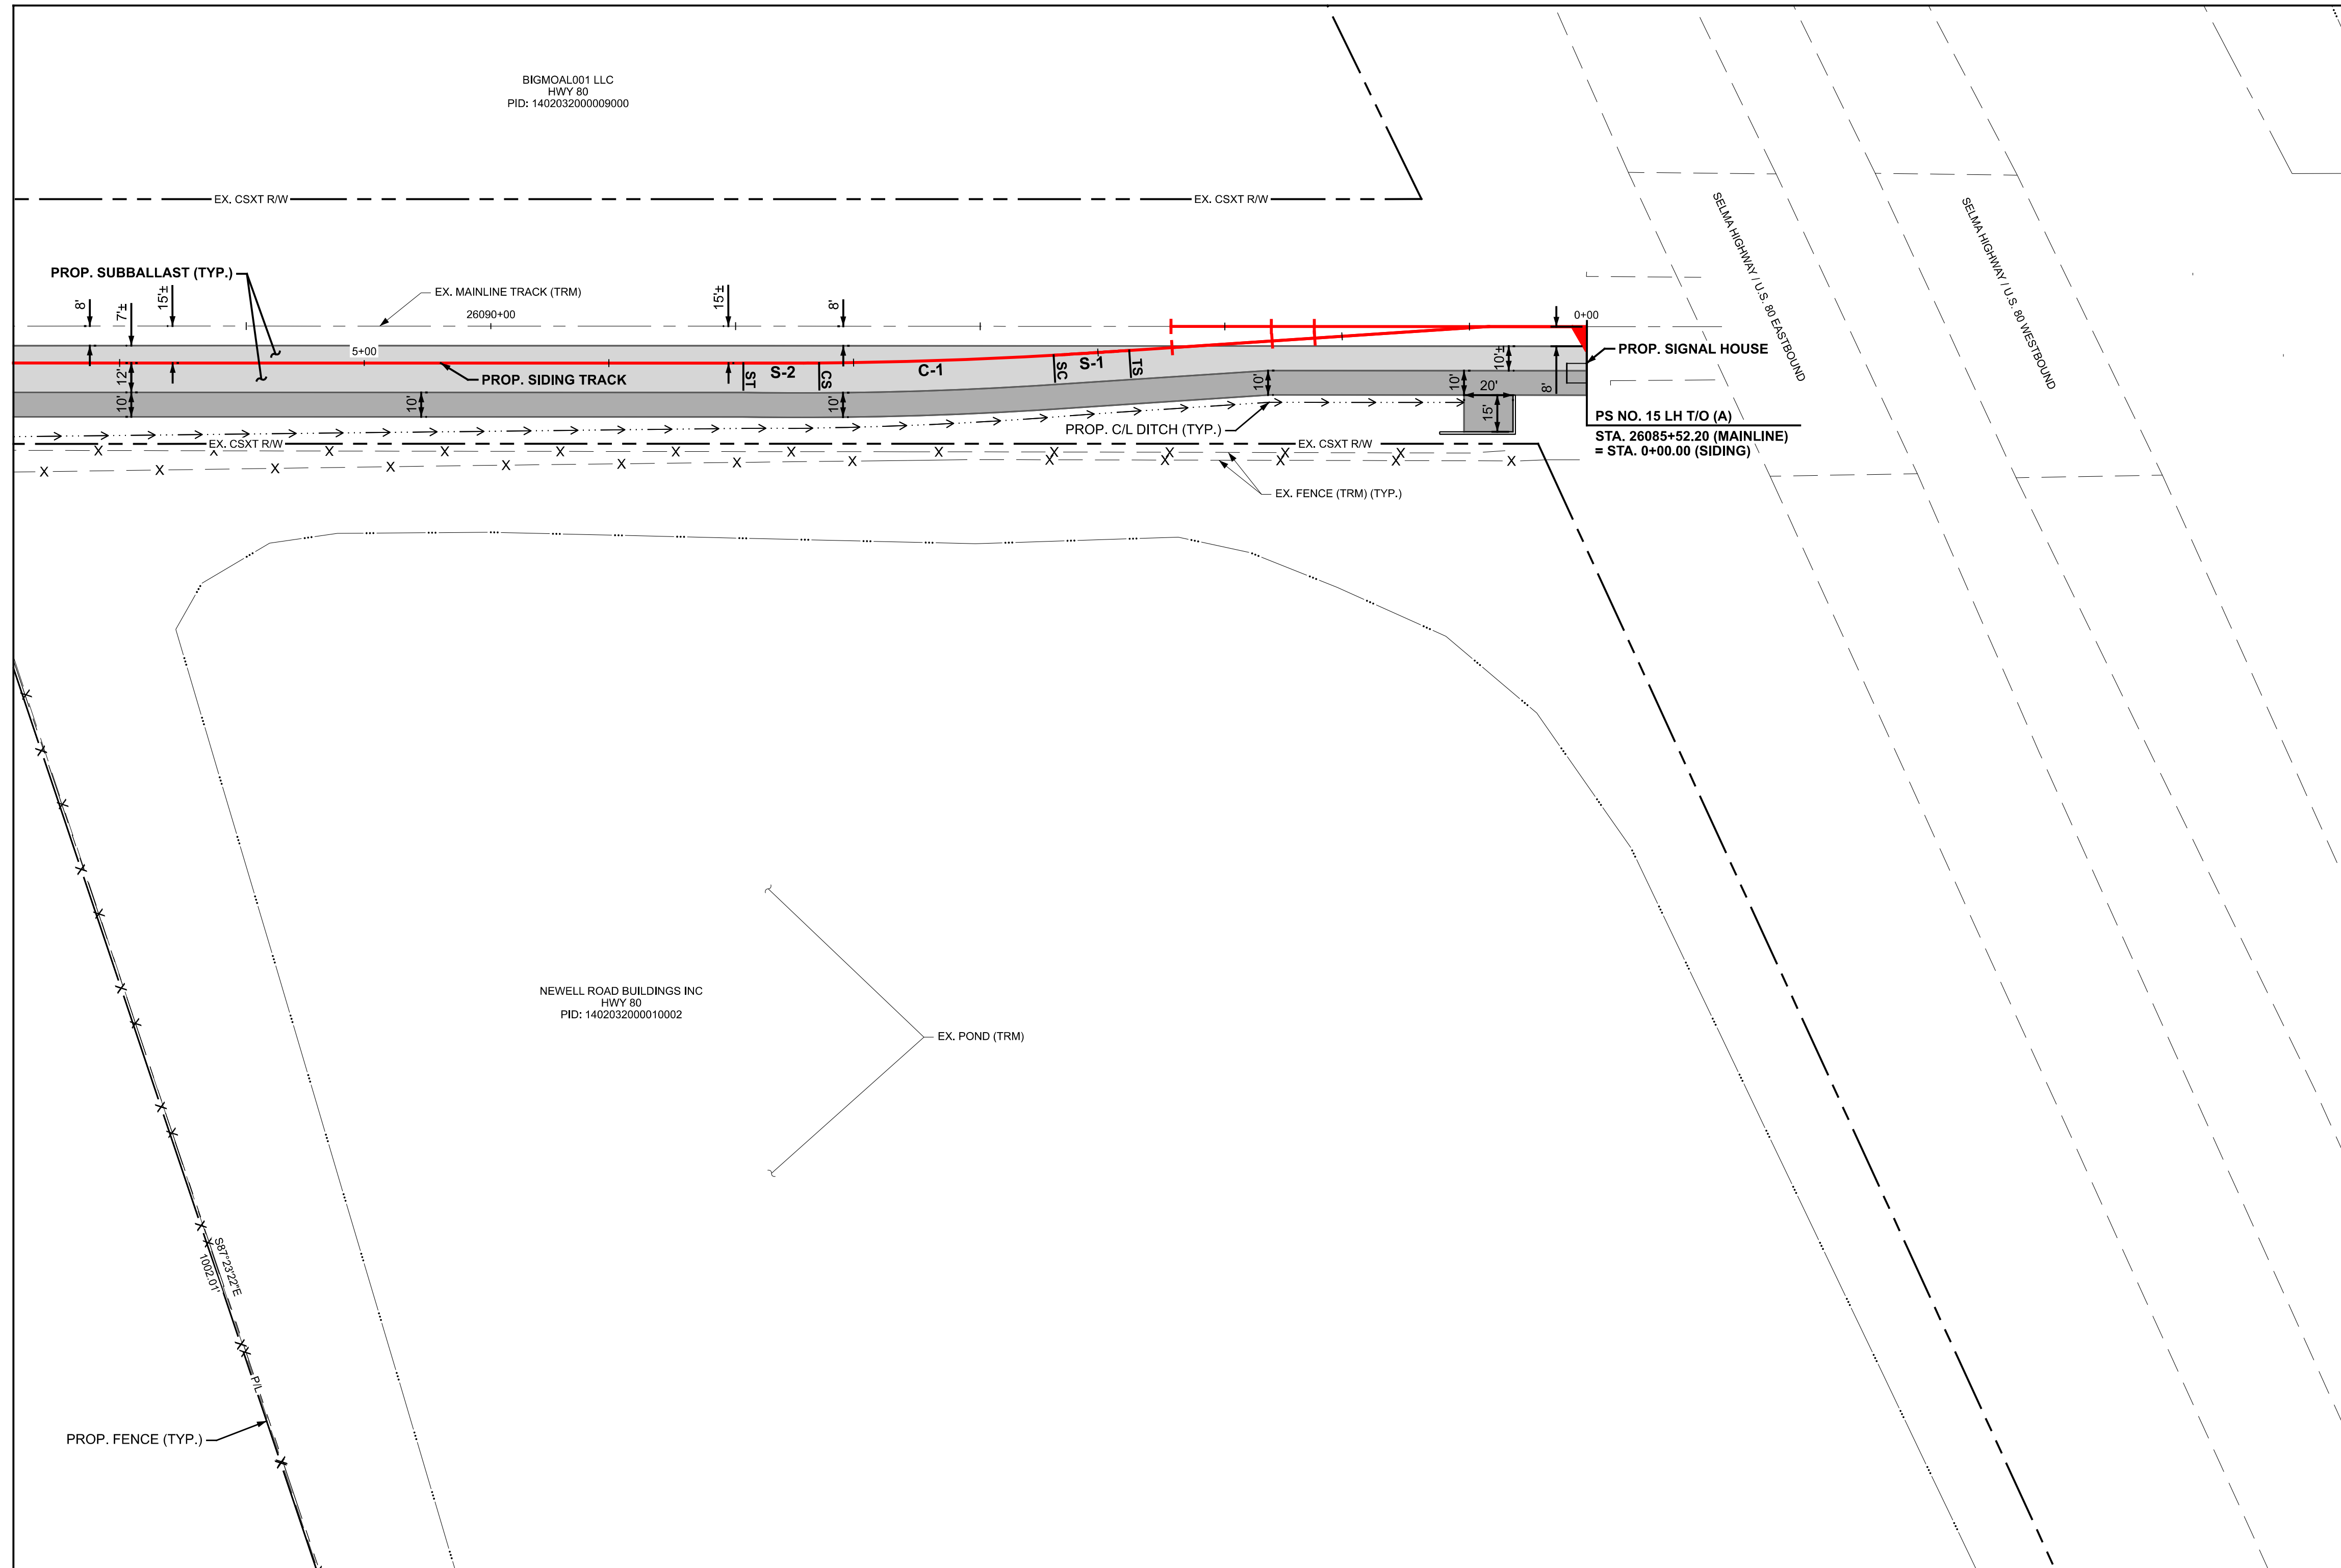 BIGMOAL001 LLC
HWY 80
PID: 1402032000009000
EX. CSXT R/W
EX. CSXT R/W
SELMA HIGHWAY / U.S. 80 EASTBOUND
SELMA HIGHWAY / U.S. 80 WESTBOUND
PROP. SUBBALLAST (TYP.)
8'
7'±
15'±
EX. MAINLINE TRACK (TRM)
26090+00
15'±
8'
0+00
5+00
PROP. SIDING TRACK
ST
S-2
CS
C-1
SC
S-1
TS
10'±
8'
PROP. SIGNAL HOUSE
12'
10'
10'
10'
10'
10'
20'
15'
PS NO. 15 LH T/O (A)
STA. 26085+52.20 (MAINLINE)
= STA. 0+00.00 (SIDING)
PROP. C/L DITCH (TYP.)
EX. CSXT R/W
EX. CSXT R/W
EX. FENCE (TRM) (TYP.)
NEWELL ROAD BUILDINGS INC
HWY 80
PID: 1402032000010002
EX. POND (TRM)
S87°23'22"E
1002.01'
P/L
PROP. FENCE (TYP.)